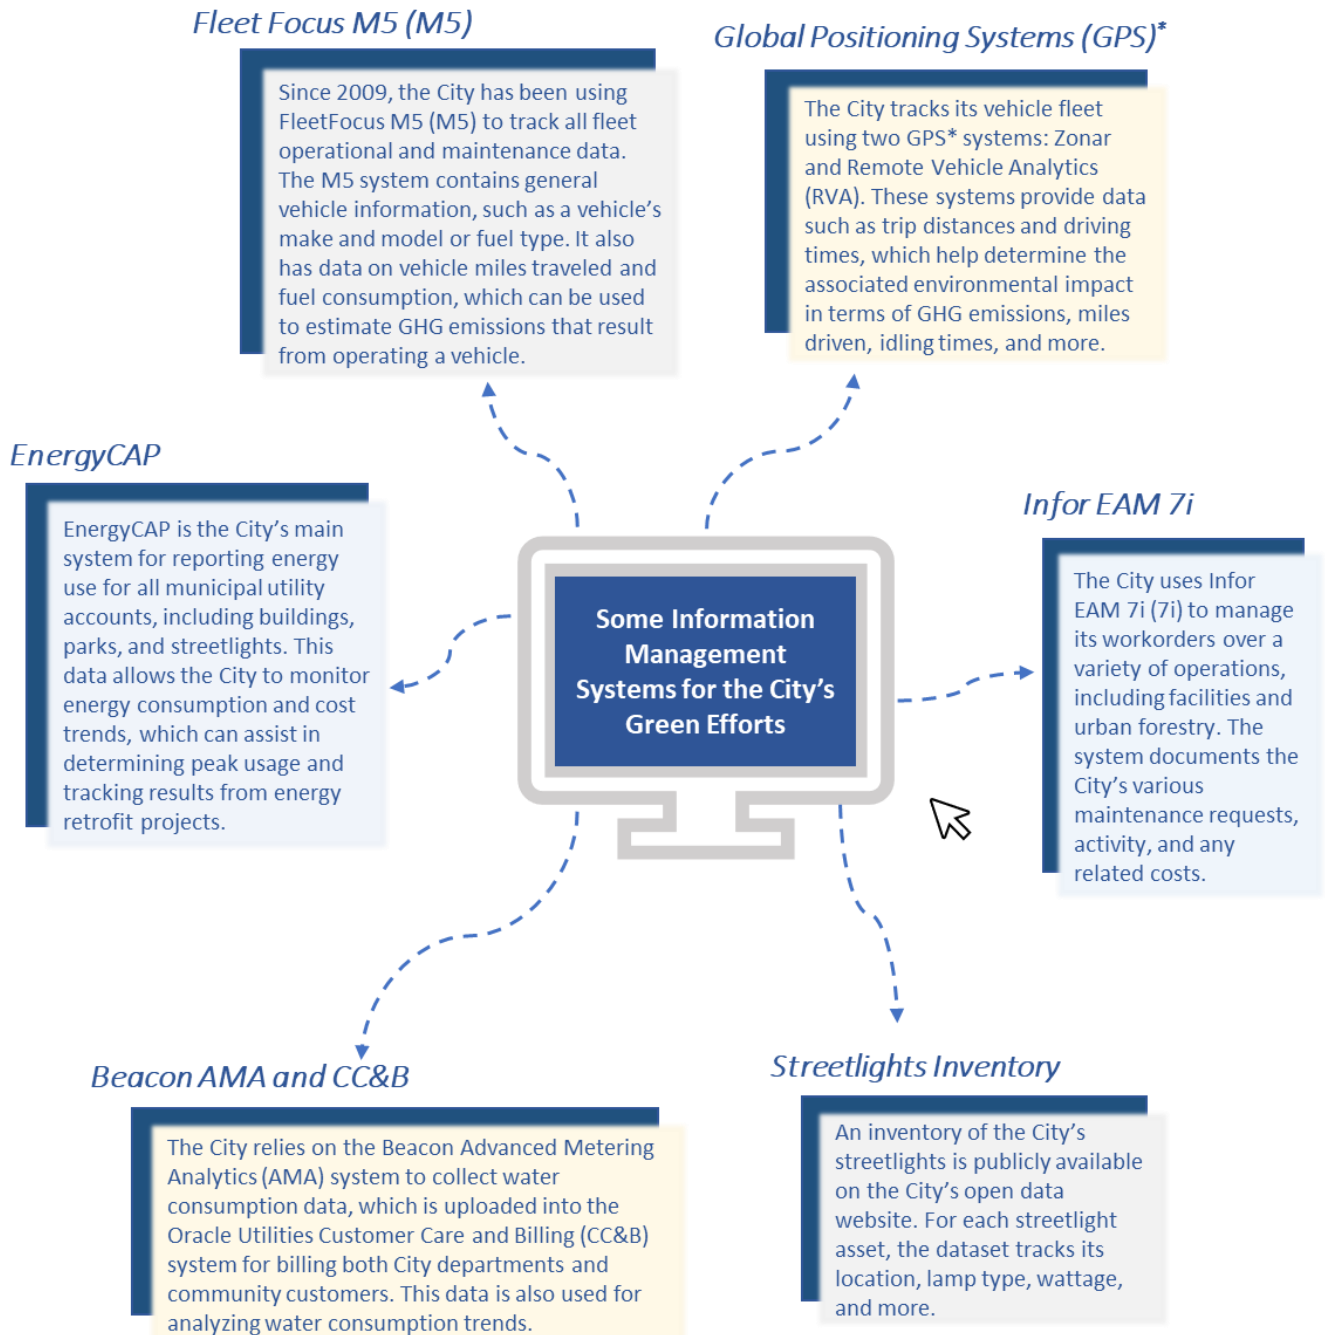 Fleet Focus M5 (M5)
Since 2009, the City has been using
FleetFocus M5 (M5) to track all fleet
operational and maintenance data.
The M5 system contains general
vehicle information, such as a vehicle's
make and model or fuel type. It also
has data on vehicle miles traveled and
fuel consumption, which can be used
to estimate GHG emissions that result
from operating a vehicle.
Global Positioning Systems (GPS)*
The City tracks its vehicle fleet
using two GPS* systems: Zonar
and Remote Vehicle Analytics
(RVA). These systems provide data
such as trip distances and driving
times, which help determine the
associated environmental impact
in terms of GHG emissions, miles
driven, idling times, and more.
EnergyCAP
EnergyCAP is the City's main
system for reporting energy
use for all municipal utility
accounts, including buildings,
parks, and streetlights. This
data allows the City to monitor
energy consumption and cost
trends, which can assist in
determining peak usage and
tracking results from energy
retrofit projects.
Some Information
Management
Systems for the City's
Green Efforts
Infor EAM 7i
The City uses Infor
EAM 7i (7i) to manage
its workorders over a
variety of operations,
including facilities and
urban forestry. The
system documents the
City's various
maintenance requests,
activity, and any
related costs.
Beacon AMA and CC&B
The City relies on the Beacon Advanced Metering
Analytics (AMA) system to collect water
consumption data, which is uploaded into the
Oracle Utilities Customer Care and Billing (CC&B)
system for billing both City departments and
community customers. This data is also used for
analyzing water consumption trends.
Streetlights Inventory
An inventory of the City's
streetlights is publicly available
on the City's open data
website. For each streetlight
asset, the dataset tracks its
location, lamp type, wattage,
and more.